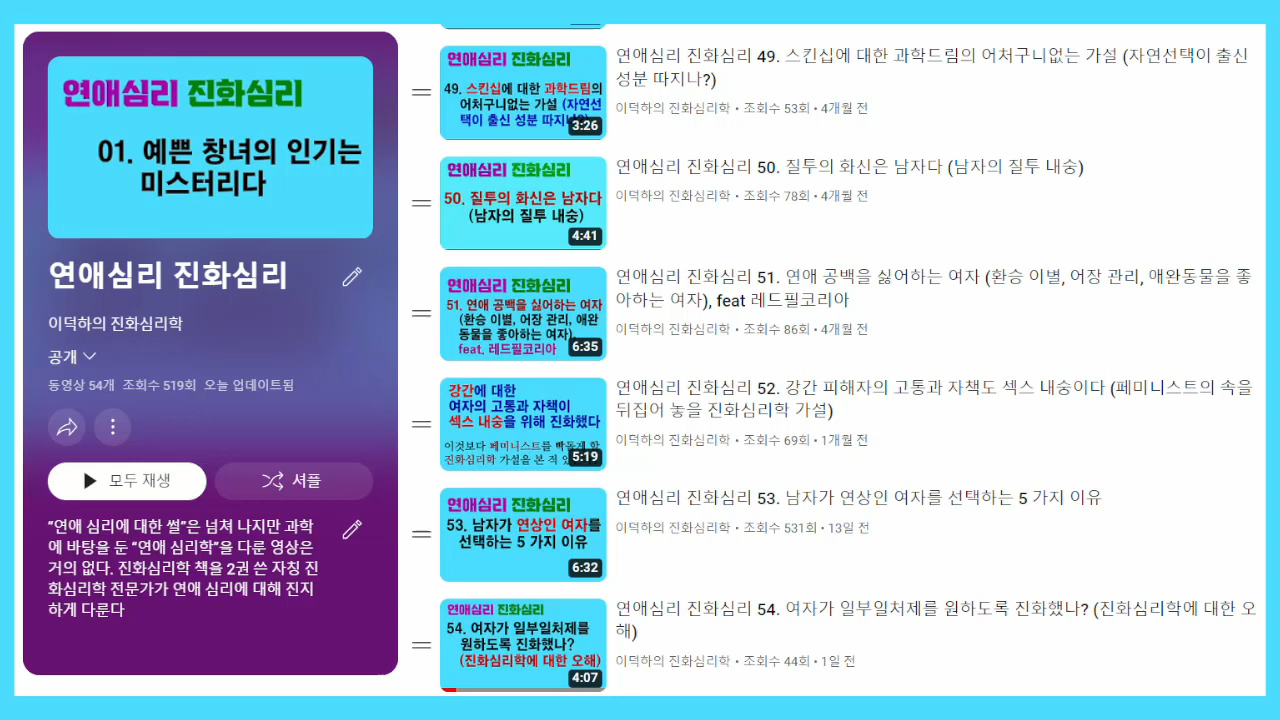 연애심리 진화심리
01. 예쁜 창녀의 인기는
미스터리다
연애심리 진화심리
이덕하의 진화심리학
공개
동영상 54개 조회수 519회 오늘 업데이트됨
모두 재생
셔플
"연애 심리에 대한 썰"은 넘쳐 나지만 과학
에 바탕을 둔 "연애 심리학"을 다룬 영상은
거의 없다. 진화심리학 책을 2권 쓴 자칭 진
화심리학 전문가가 연애 심리에 대해 진지
하게 다룬다
연애심리 진화심리
49. 스킨십에 대한 과학드림의
어처구니없는 가설 (자연선
택이 출신 성분 따지나?)
3:26
연애심리 진화심리 49. 스킨십에 대한 과학드림의 어처구니없는 가설 (자연선택이 출신
성분 따지나?)
이덕하의 진화심리학 • 조회수 53회 • 4개월 전
연애심리 진화심리
50. 질투의 화신은 남자다
(남자의 질투 내숭)
4:41
연애심리 진화심리 50. 질투의 화신은 남자다 (남자의 질투 내숭)
이덕하의 진화심리학 • 조회수 78회 • 4개월 전
연애심리 진화심리
51. 연애 공백을 싫어하는 여자
(환승 이별, 어장 관리, 애완
동물을 좋아하는 여자),
feat. 레드필코리아
6:35
연애심리 진화심리 51. 연애 공백을 싫어하는 여자 (환승 이별, 어장 관리, 애완동물을 좋
아하는 여자), feat 레드필코리아
이덕하의 진화심리학 • 조회수 86회 • 4개월 전
강간에 대한
여자의 고통과 자책이
섹스 내숭을 위해 진화했다
이것보다 페미니스트를 빡돌게 할
진화심리학 가설을 본 적
5:19
연애심리 진화심리 52. 강간 피해자의 고통과 자책도 섹스 내숭이다 (페미니스트의 속을
뒤집어 놓을 진화심리학 가설)
이덕하의 진화심리학 • 조회수 69회 • 1개월 전
연애심리 진화심리
53. 남자가 연상인 여자를
선택하는 5 가지 이유
6:32
연애심리 진화심리 53. 남자가 연상인 여자를 선택하는 5 가지 이유
이덕하의 진화심리학 • 조회수 531회 • 13일 전
연애심리 진화심리
54. 여자가 일부일처제를
원하도록 진화했나?
(진화심리학에 대한 오해)
4:07
연애심리 진화심리 54. 여자가 일부일처제를 원하도록 진화했나? (진화심리학에 대한 오
해)
이덕하의 진화심리학 • 조회수 44회 • 1일 전